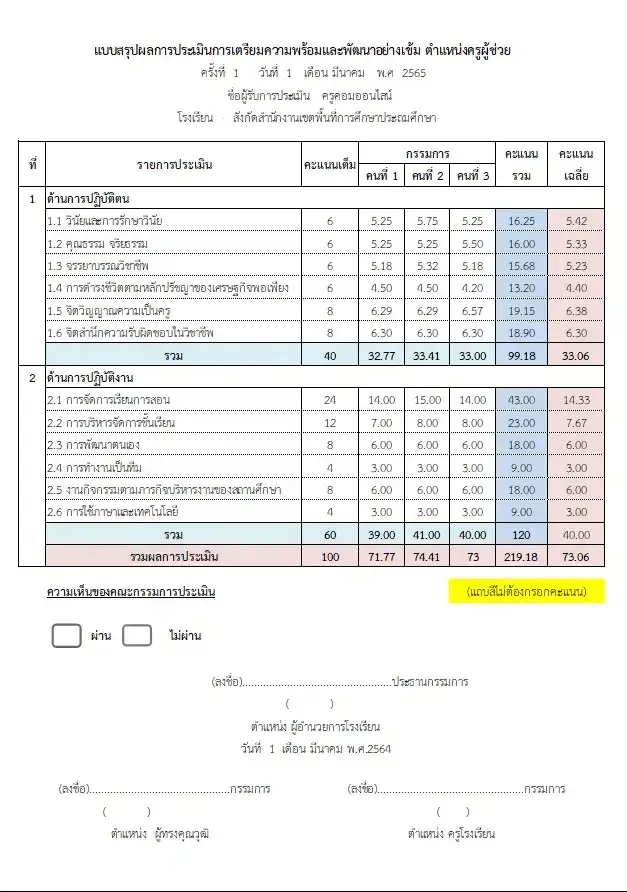 แบบสรุปผลการประเมินการเตรียมความพร้อมและพัฒนาอย่างเข้ม ตำแหน่งครูผู้ช่วย
ครั้งที่ 1 วันที่ 1 เดือน มีนาคม พ.ศ 2565
ชื่อผู้รับการประเมิน ครูคอมออนไลน์
โรงเรียน - สังกัดสำนักงานเขตพื้นที่การศึกษาประถมศึกษา
ที่ รายการประเมิน คะแนนเต็ม กรรมการ คะแนน คะแนน
คนที่ 1 คนที่ 2 คนที่ 3 รวม เฉลี่ย
1 ด้านการปฏิบัติตน
1.1 วินัยและการรักษาวินัย 6 5.25 5.75 5.25 16.25 5.42
1.2 คุณธรรม จริยธรรม 6 5.25 5.25 5.50 16.00 5.33
1.3 จรรยาบรรณวิชาชีพ 6 5.18 5.32 5.18 15.68 5.23
1.4 การดำรงชีวิตตามหลักปรัชญาของเศรษฐกิจพอเพียง 6 4.50 4.50 4.20 13.20 4.40
1.5 จิตวิญญาณความเป็นครู 8 6.29 6.29 6.57 19.15 6.38
1.6 จิตสำนึกความรับผิดชอบในวิชาชีพ 8 6.30 6.30 6.30 18.90 6.30
รวม 40 32.77 33.41 33.00 99.18 33.06
2 ด้านการปฏิบัติงาน
2.1 การจัดการเรียนการสอน 24 14.00 15.00 14.00 43.00 14.33
2.2 การบริหารจัดการชั้นเรียน 12 7.00 8.00 8.00 23.00 7.67
2.3 การพัฒนาตนเอง 8 6.00 6.00 6.00 18.00 6.00
2.4 การทำงานเป็นทีม 4 3.00 3.00 3.00 9.00 3.00
2.5 งานกิจกรรมตามภารกิจบริหารงานของสถานศึกษา 8 6.00 6.00 6.00 18.00 6.00
2.6 การใช้ภาษาและเทคโนโลยี 4 3.00 3.00 3.00 9.00 3.00
รวม 60 39.00 41.00 40.00 120 40.00
รวมผลการประเมิน 100 71.77 74.41 73 219.18 73.06
ความเห็นของคณะกรรมการประเมิน (แถบสีไม่ต้องกรอกคะแนน)
ผ่าน ไม่ผ่าน
(ลงชื่อ)..................................................ประธานกรรมการ
( )
ตำแหน่ง ผู้อำนวยการโรงเรียน
วันที่ 1 เดือน มีนาคม พ.ศ.2564
(ลงชื่อ)...............................................กรรมการ (ลงชื่อ).................................................กรรมการ
( ) ( )
ตำแหน่ง ผู้ทรงคุณวุฒิ ตำแหน่ง ครูโรงเรียน